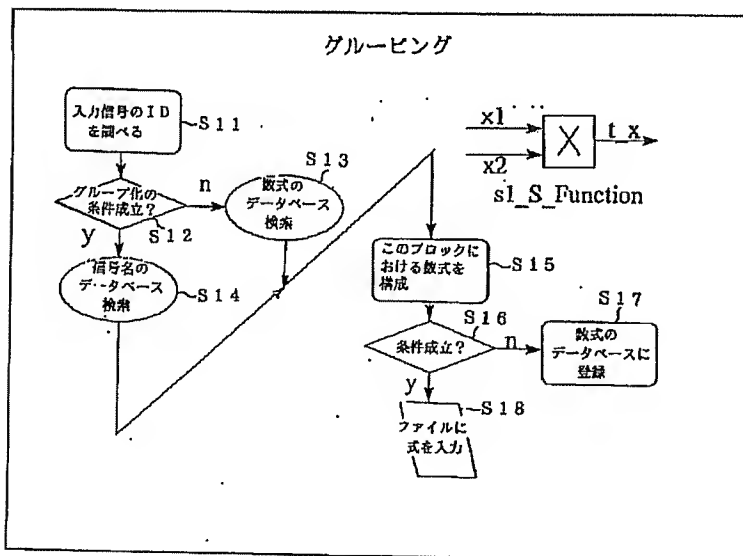 グルーピング
入力信号のID
を調べる
S11
グループ化の
条件成立?
n
y
S12
数式の
データベース
検索
S13
信号名の
データベース
検索
S14
x1
x2
X
t_x
s1_S_Function
このブロックに
おける数式を
構成
S15
条件成立?
S16
n
y
数式の
データベースに
登録
S17
ファイルに
式を入力
S18